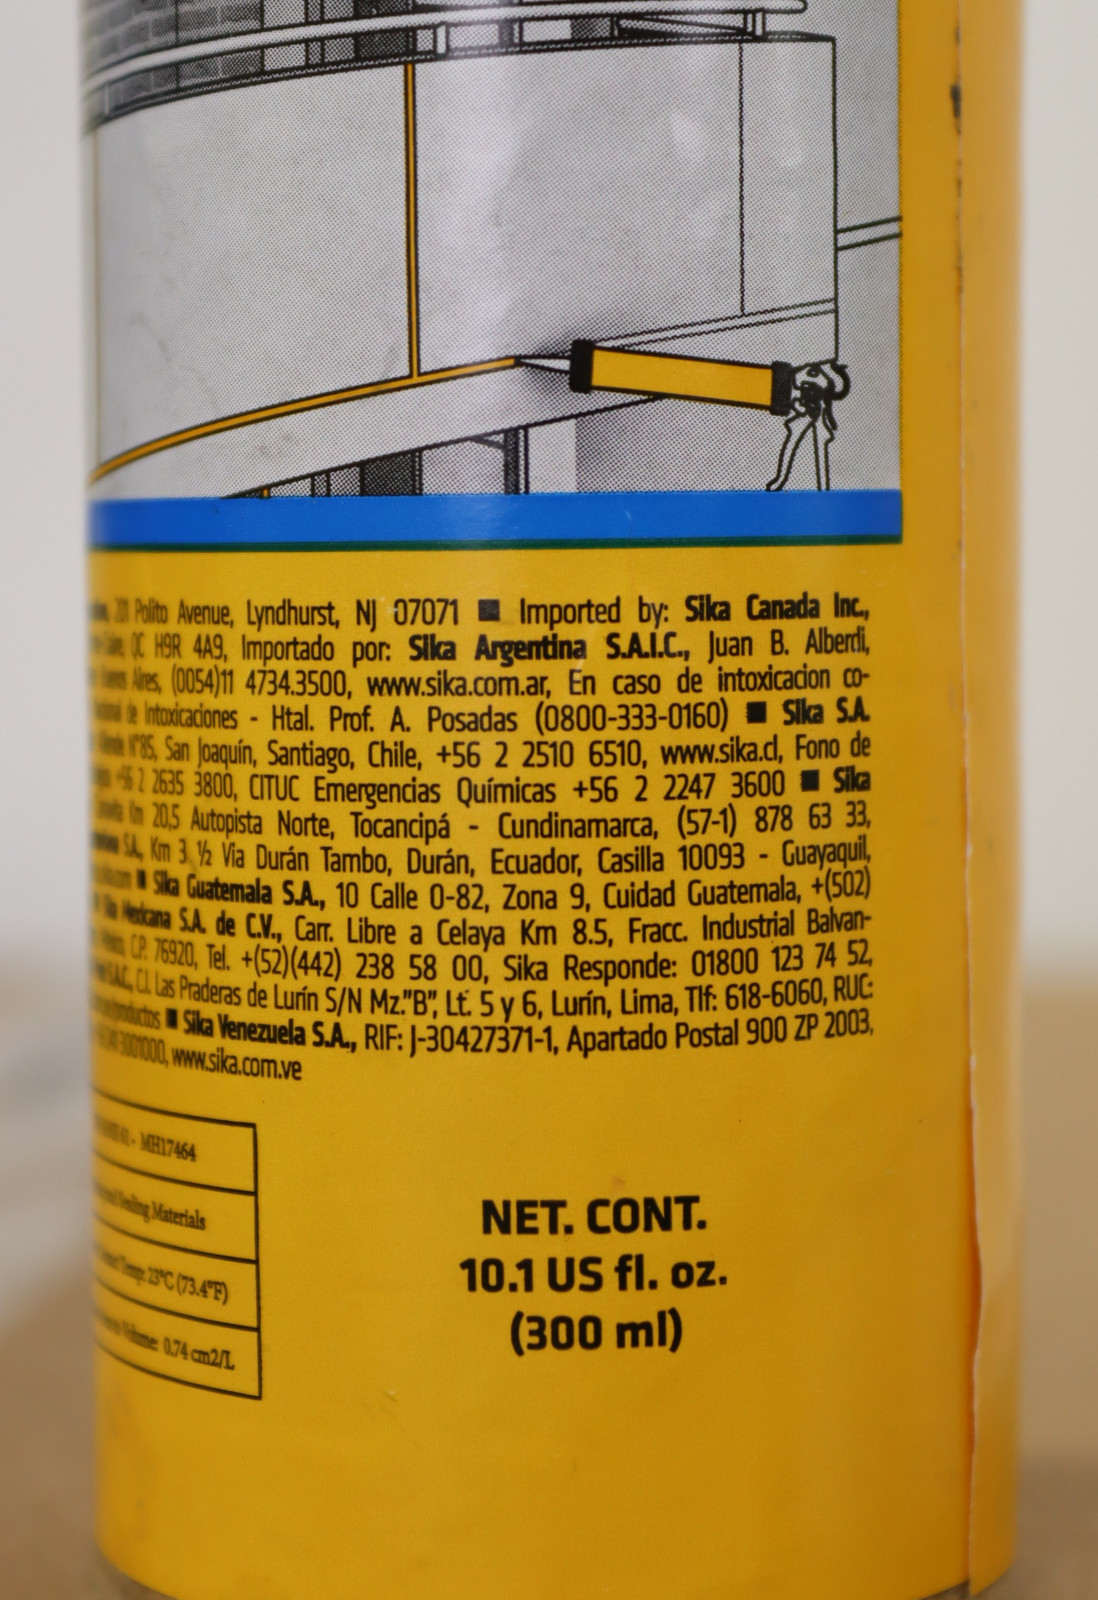 201 Polito Avenue, Lyndhurst, NJ 07071 ■ Imported by: Sika Canada Inc.,
QC H9R 4A9, Importado por: Sika Argentina S.A.I.C., Juan B. Alberdi,
Aires, (0054)11 4734.3500, www.sika.com.ar, En caso de intoxicacion co-
de Intoxicaciones - Htal. Prof. A. Posadas (0800-333-0160) ■ Sika S.A.
N°85, San Joaquín, Santiago, Chile, +56 2 2510 6510, www.sika.cl, Fono de
+56 2 2635 3800, CITUC Emergencias Químicas +56 2 2247 3600 ■ Sika
Km 20,5 Autopista Norte, Tocancipá - Cundinamarca, (57-1) 878 63 33,
S.A., Km 3 ½ Via Durán Tambo, Durán, Ecuador, Casilla 10093 - Guayaquil,
■ Sika Guatemala S.A., 10 Calle 0-82, Zona 9, Cuidad Guatemala, +(502)
Mexicana S.A. de C.V., Carr. Libre a Celaya Km 8.5, Fracc. Industrial Balvan-
C.P. 76920, Tel. +(52)(442) 238 58 00, Sika Responde: 01800 123 74 52,
S.A.C., C.I. Las Praderas de Lurín S/N Mz."B", Lt. 5 y 6, Lurín, Lima, Tlf: 618-6060, RUC:
■ Sika Venezuela S.A., RIF: J-30427371-1, Apartado Postal 900 ZP 2003,
3001000, www.sika.com.ve
- MH17464
Sealing Materials
Temp: 23°C (73.4°F)
Volume: 0.74 cm2/L
NET. CONT.
10.1 US fl. oz.
(300 ml)